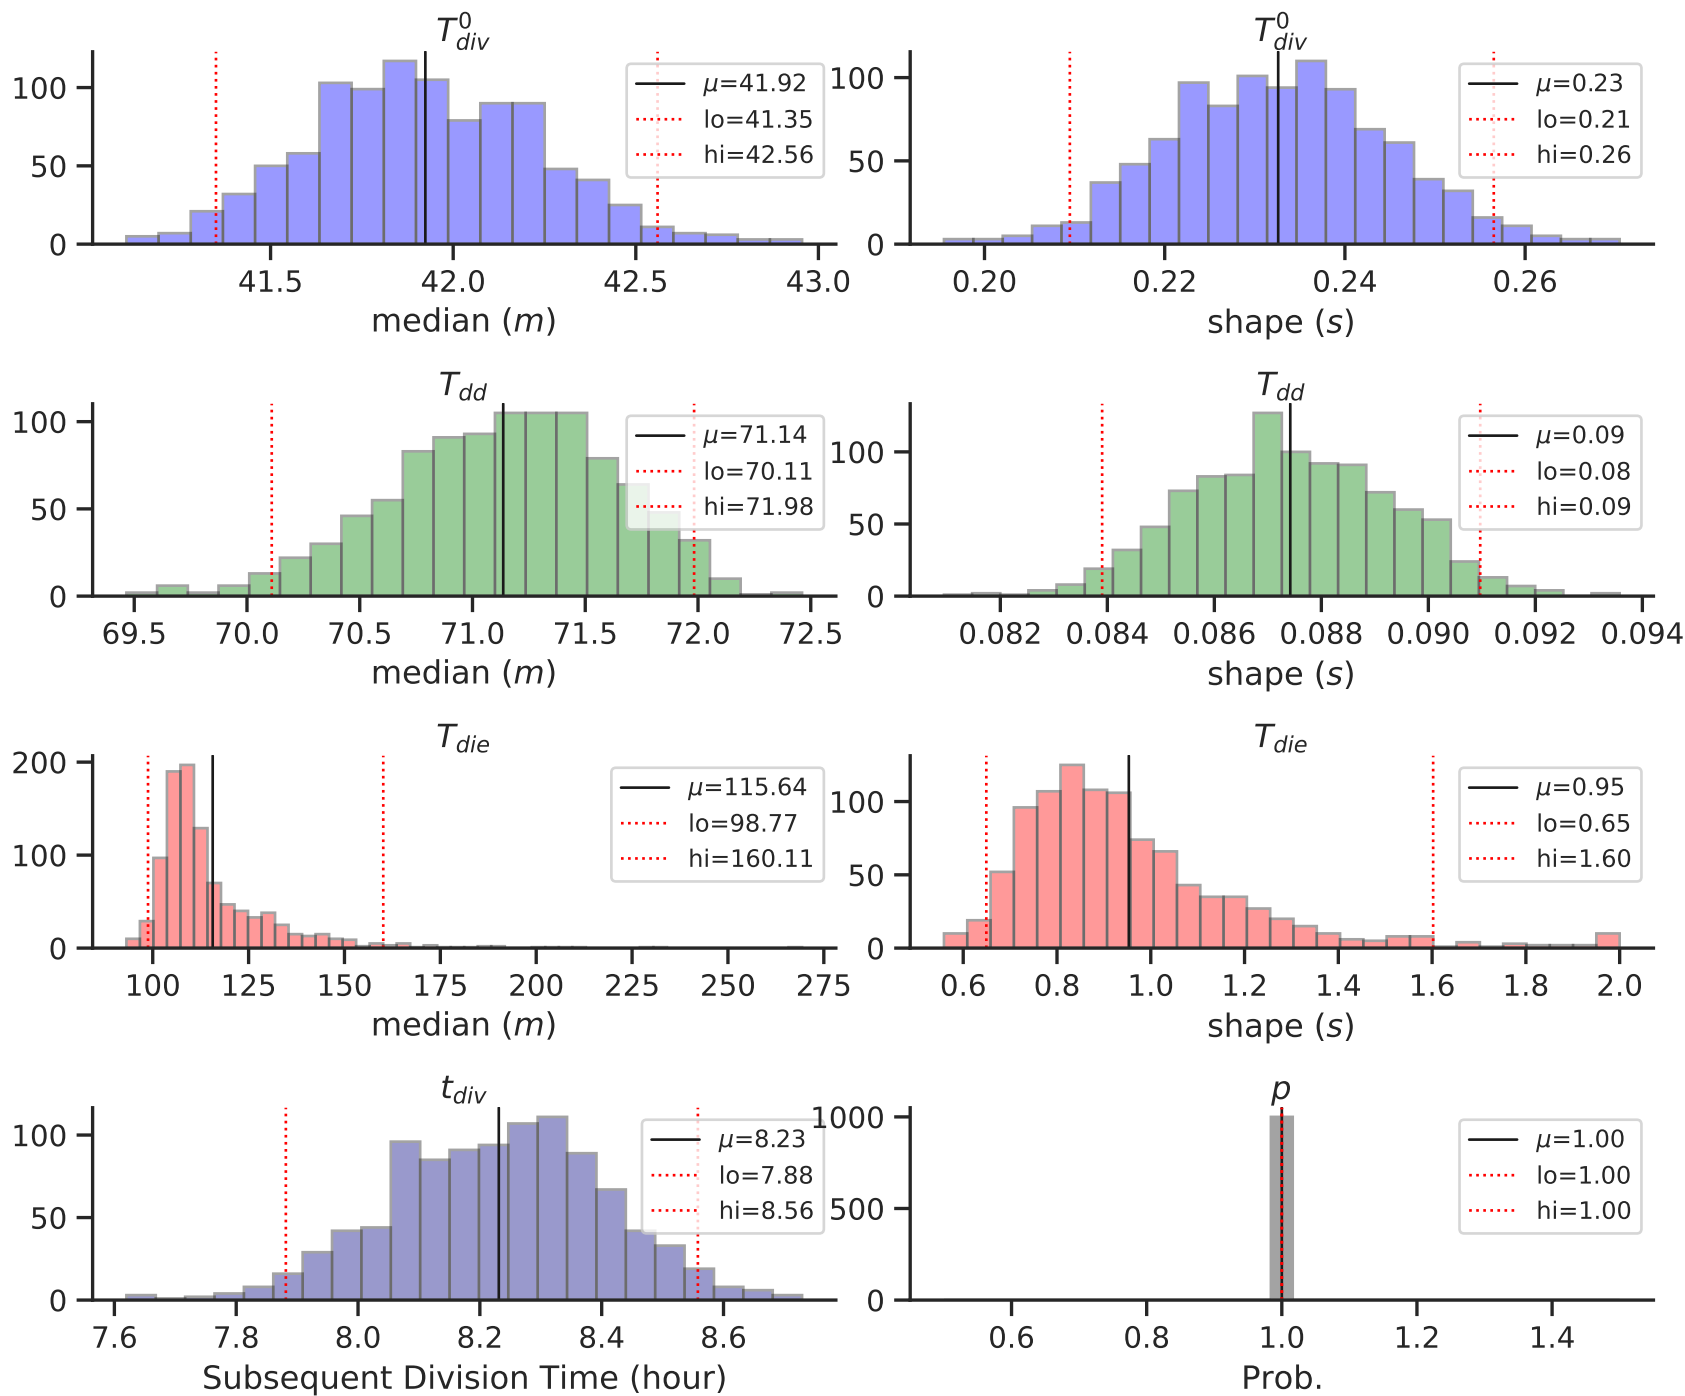 T⁰div
100
50
0
μ=41.92
lo=41.35
hi=42.56
41.5 42.0 42.5 43.0
median (m)
T⁰div
100
50
0
μ=0.23
lo=0.21
hi=0.26
0.20 0.22 0.24 0.26
shape (s)
Tdd
100
50
0
μ=71.14
lo=70.11
hi=71.98
69.5 70.0 70.5 71.0 71.5 72.0 72.5
median (m)
Tdd
100
50
0
μ=0.09
lo=0.08
hi=0.09
0.082 0.084 0.086 0.088 0.090 0.092 0.094
shape (s)
Tdie
200
100
0
μ=115.64
lo=98.77
hi=160.11
100 125 150 175 200 225 250 275
median (m)
Tdie
100
50
0
μ=0.95
lo=0.65
hi=1.60
0.6 0.8 1.0 1.2 1.4 1.6 1.8 2.0
shape (s)
tdiv
100
50
0
μ=8.23
lo=7.88
hi=8.56
7.6 7.8 8.0 8.2 8.4 8.6
Subsequent Division Time (hour)
p
1000
500
0
μ=1.00
lo=1.00
hi=1.00
0.6 0.8 1.0 1.2 1.4
Prob.